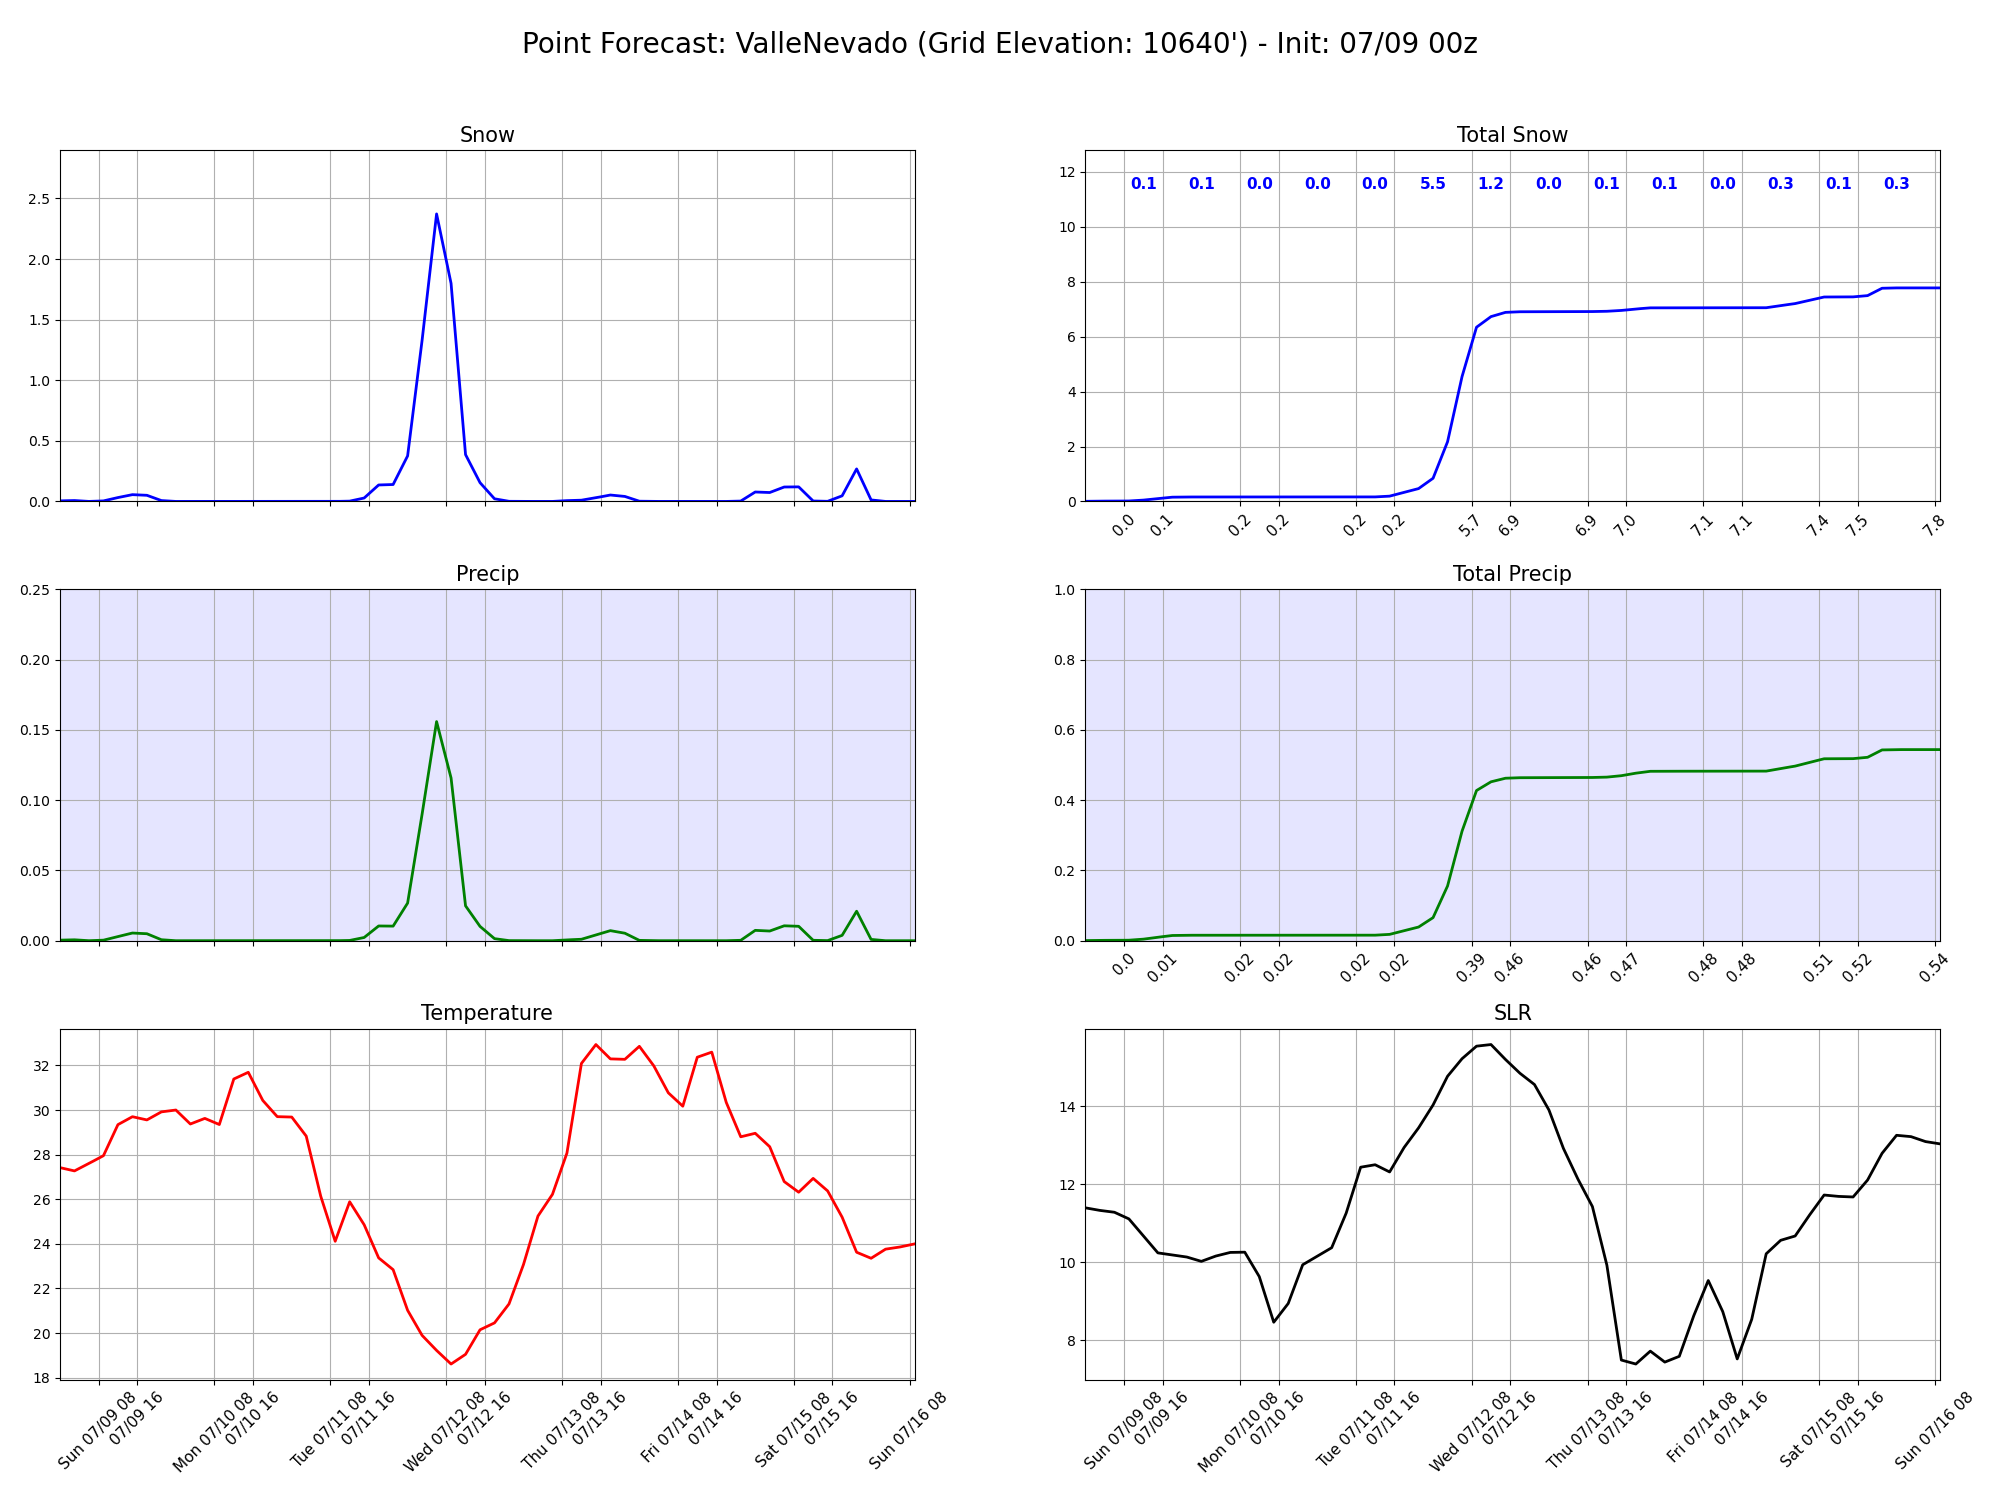 Point Forecast: ValleNevado (Grid Elevation: 10640') - Init: 07/09 00z
Snow
2.5
2.0
1.5
1.0
0.5
0.0
Total Snow
12
10
8
6
4
2
0
0.1 0.1 0.0 0.0 0.0 5.5 1.2 0.0 0.1 0.1 0.0 0.3 0.1 0.3
0.0 0.1 0.2 0.2 0.2 0.2 5.7 6.9 6.9 7.0 7.1 7.1 7.4 7.5 7.8
Precip
0.25
0.20
0.15
0.10
0.05
0.00
Total Precip
1.0
0.8
0.6
0.4
0.2
0.0
0.0 0.01 0.02 0.02 0.02 0.02 0.39 0.46 0.46 0.47 0.48 0.48 0.51 0.52 0.54
Temperature
32
30
28
26
24
22
20
18
Sun 07/09 08
07/09 16
Mon 07/10 08
07/10 16
Tue 07/11 08
07/11 16
Wed 07/12 08
07/12 16
Thu 07/13 08
07/13 16
Fri 07/14 08
07/14 16
Sat 07/15 08
07/15 16
Sun 07/16 08
SLR
14
12
10
8
Sun 07/09 08
07/09 16
Mon 07/10 08
07/10 16
Tue 07/11 08
07/11 16
Wed 07/12 08
07/12 16
Thu 07/13 08
07/13 16
Fri 07/14 08
07/14 16
Sat 07/15 08
07/15 16
Sun 07/16 08